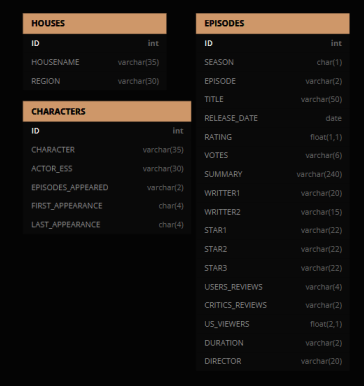 HOUSES
ID int
HOUSENAME varchar(35)
REGION varchar(30)
CHARACTERS
ID int
CHARACTER varchar(35)
ACTOR_ESS varchar(30)
EPISODES_APPEARED varchar(2)
FIRST_APPEARANCE char(4)
LAST_APPEARANCE char(4)
EPISODES
ID int
SEASON char(1)
EPISODE varchar(2)
TITLE varchar(50)
RELEASE_DATE date
RATING float(1,1)
VOTES varchar(6)
SUMMARY varchar(240)
WRITTER1 varchar(20)
WRITTER2 varchar(15)
STAR1 varchar(22)
STAR2 varchar(22)
STAR3 varchar(22)
USERS_REVIEWS varchar(4)
CRITICS_REVIEWS varchar(2)
US_VIEWERS float(2,1)
DURATION varchar(2)
DIRECTOR varchar(20)